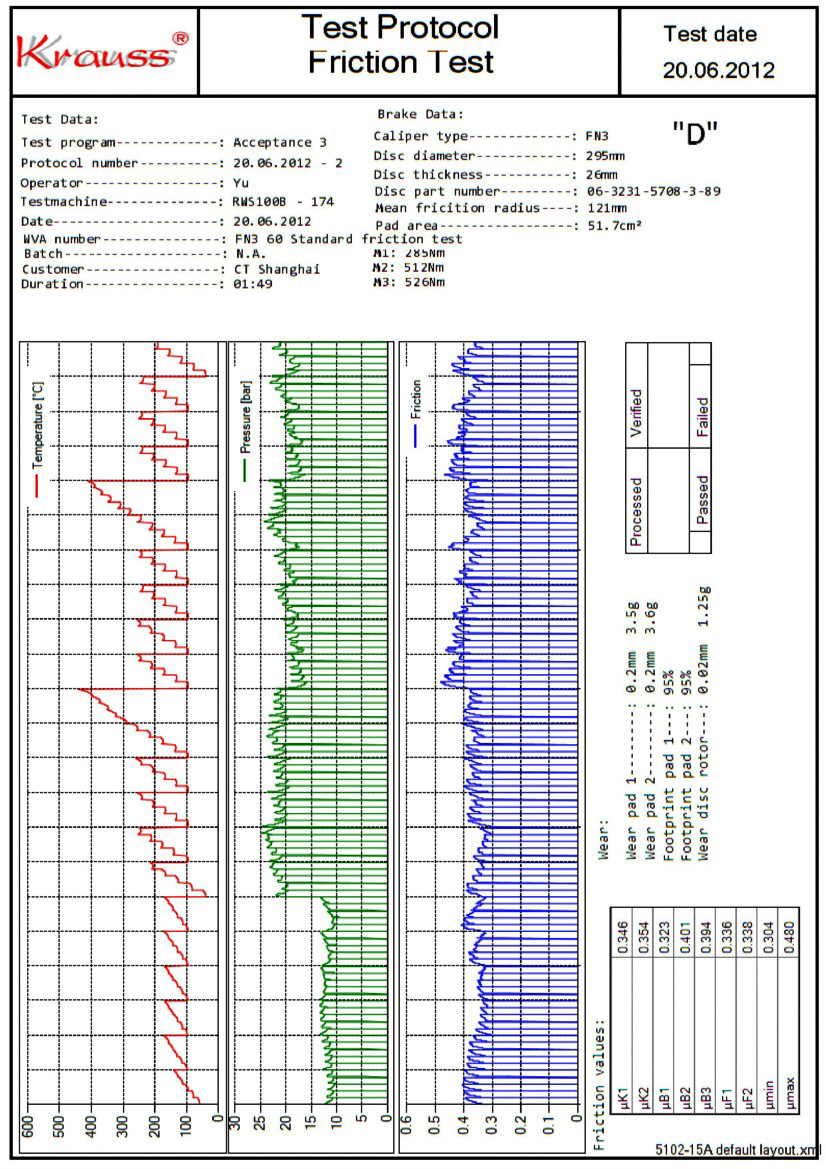 Krauss®
Test Protocol
Friction Test
Test date
20.06.2012
Test Data:
Test program------------: Acceptance 3
Protocol number---------: 20.06.2012 - 2
Operator----------------: Yu
Testmachine-------------: RWS100B - 174
Date--------------------: 20.06.2012
WVA number--------------: FN3 60 Standard friction test
Batch-------------------: N.A.
Customer----------------: CT Shanghai
Duration----------------: 01:49
Brake Data:
Caliper type------------: FN3
Disc diameter-----------: 295mm
Disc thickness----------: 26mm
Disc part number--------: 06-3231-5708-3-89
Mean fricition radius----: 121mm
Pad area----------------: 51.7cm²
M1: 285Nm
M2: 512Nm
M3: 526Nm
"D"
Temperature [°C]
600
500
400
300
200
100
0
Pressure [bar]
30
25
20
15
10
5
0
Friction
0.6
0.5
0.4
0.3
0.2
0.1
0
Processed
Verified
Passed
Failed
Wear:
Wear pad 1--------: 0.2mm 3.5g
Wear pad 2--------: 0.2mm 3.6g
Footprint pad 1---: 95%
Footprint pad 2---: 95%
Wear disc rotor---: 0.02mm 1.25g
Friction values:
µK1 0.346
µK2 0.354
µB1 0.323
µB2 0.401
µB3 0.394
µF1 0.336
µF2 0.338
µmin 0.304
µmax 0.480
5102-15A default layout.xml